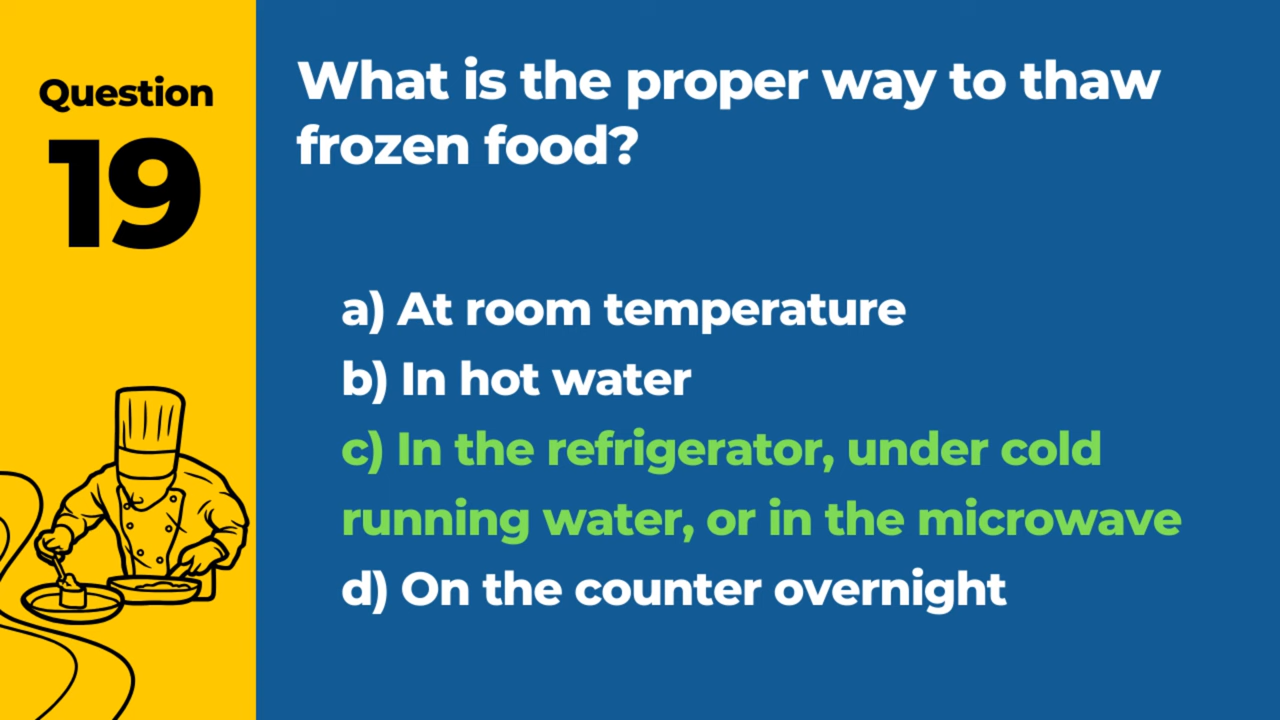 Question
19
What is the proper way to thaw
frozen food?
a) At room temperature
b) In hot water
c) In the refrigerator, under cold
running water, or in the microwave
d) On the counter overnight